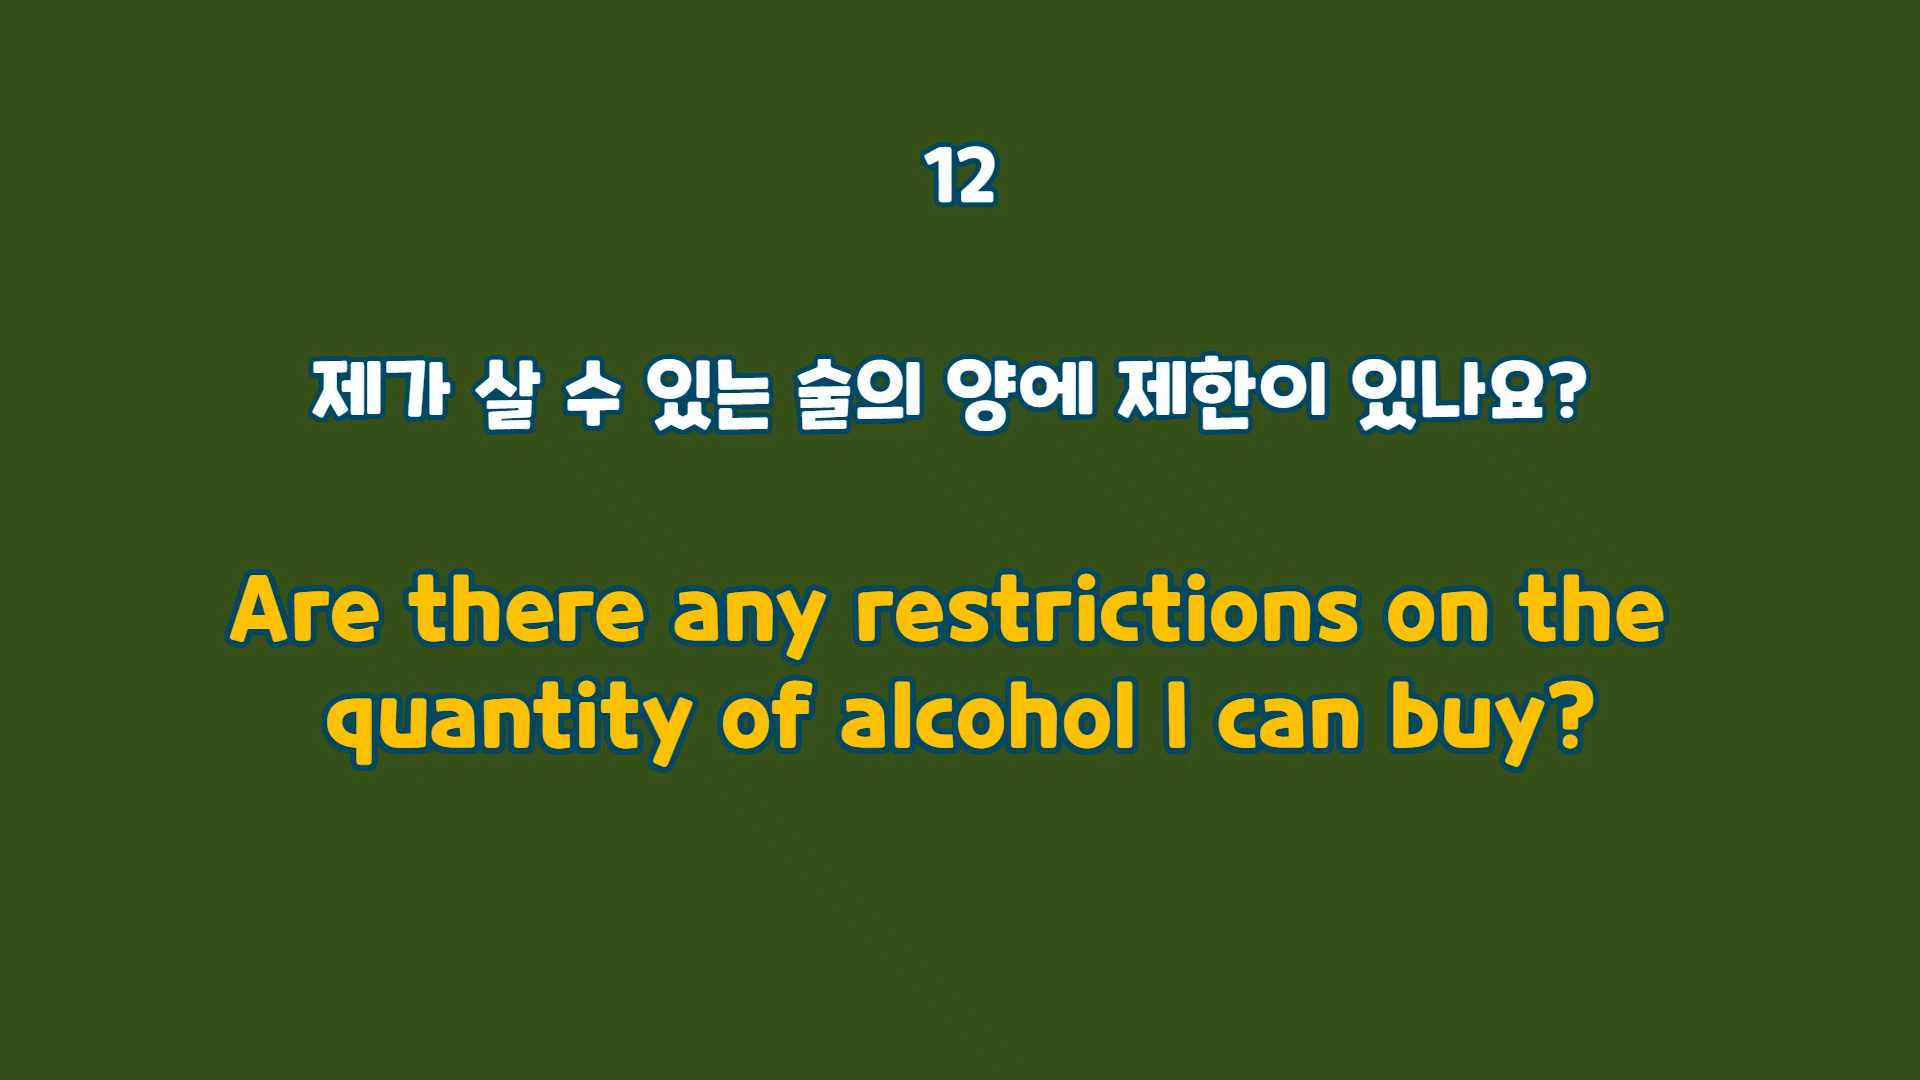 12
제가 살 수 있는 술의 양에 제한이 있나요?
Are there any restrictions on the
quantity of alcohol I can buy?